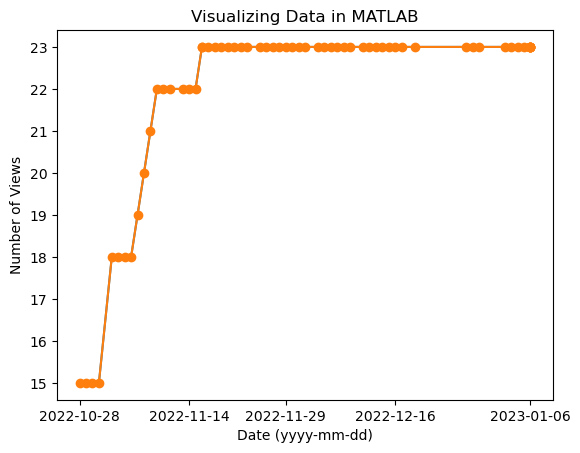 Visualizing Data in MATLAB
Number of Views
23
22
21
20
19
18
17
16
15
2022-10-28 2022-11-14 2022-11-29 2022-12-16 2023-01-06
Date (yyyy-mm-dd)